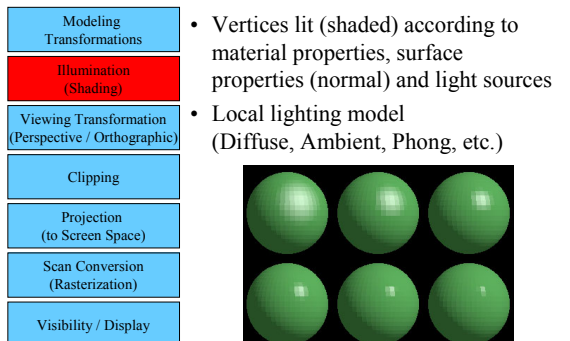 Modeling
Transformations
Illumination
(Shading)
Viewing Transformation
(Perspective / Orthographic)
Clipping
Projection
(to Screen Space)
Scan Conversion
(Rasterization)
Visibility / Display
• Vertices lit (shaded) according to
material properties, surface
properties (normal) and light sources
• Local lighting model
(Diffuse, Ambient, Phong, etc.)